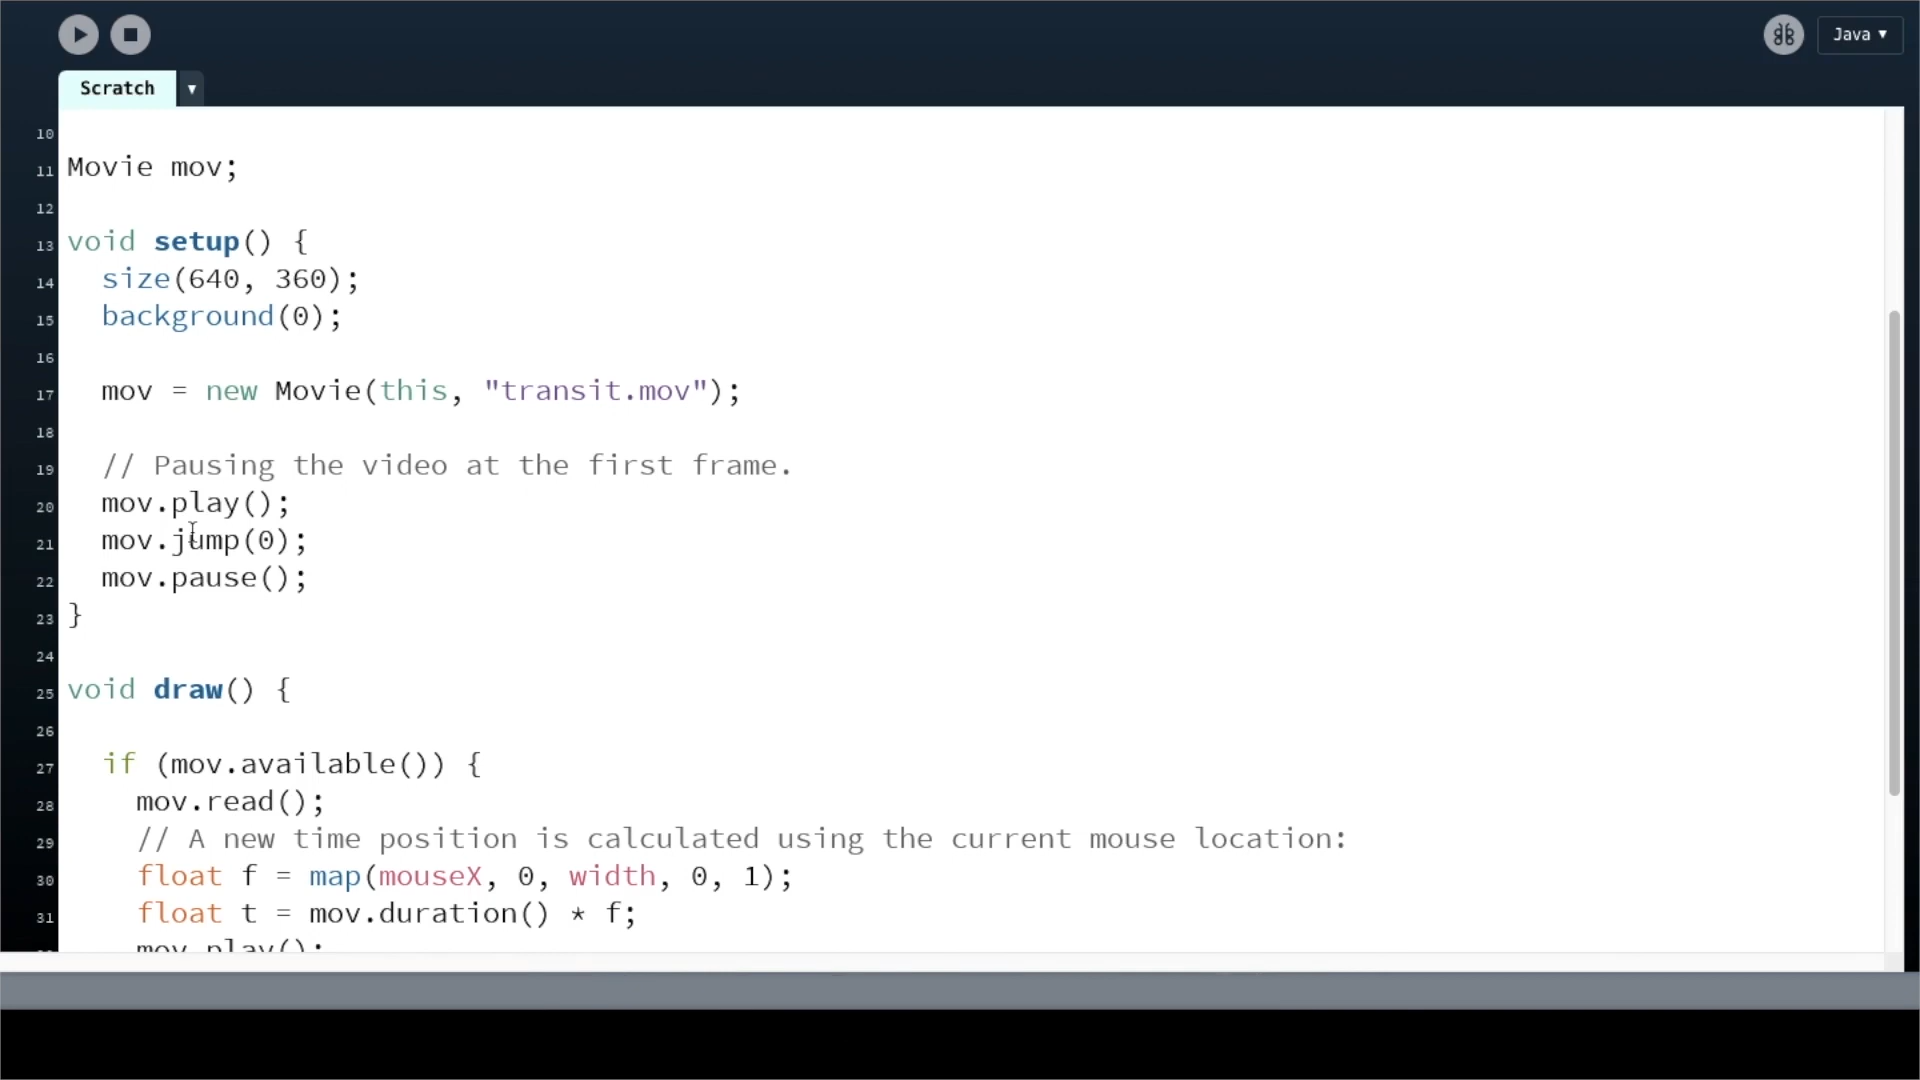 Java ▼
Scratch ▼
10
11 Movie mov;
12
13 void setup() {
14   size(640, 360);
15   background(0);
16
17   mov = new Movie(this, "transit.mov");
18
19   // Pausing the video at the first frame.
20   mov.play();
21   mov.jump(0);
22   mov.pause();
23 }
24
25 void draw() {
26
27   if (mov.available()) {
28     mov.read();
29     // A new time position is calculated using the current mouse location:
30     float f = map(mouseX, 0, width, 0, 1);
31     float t = mov.duration() * f;
mov.play();